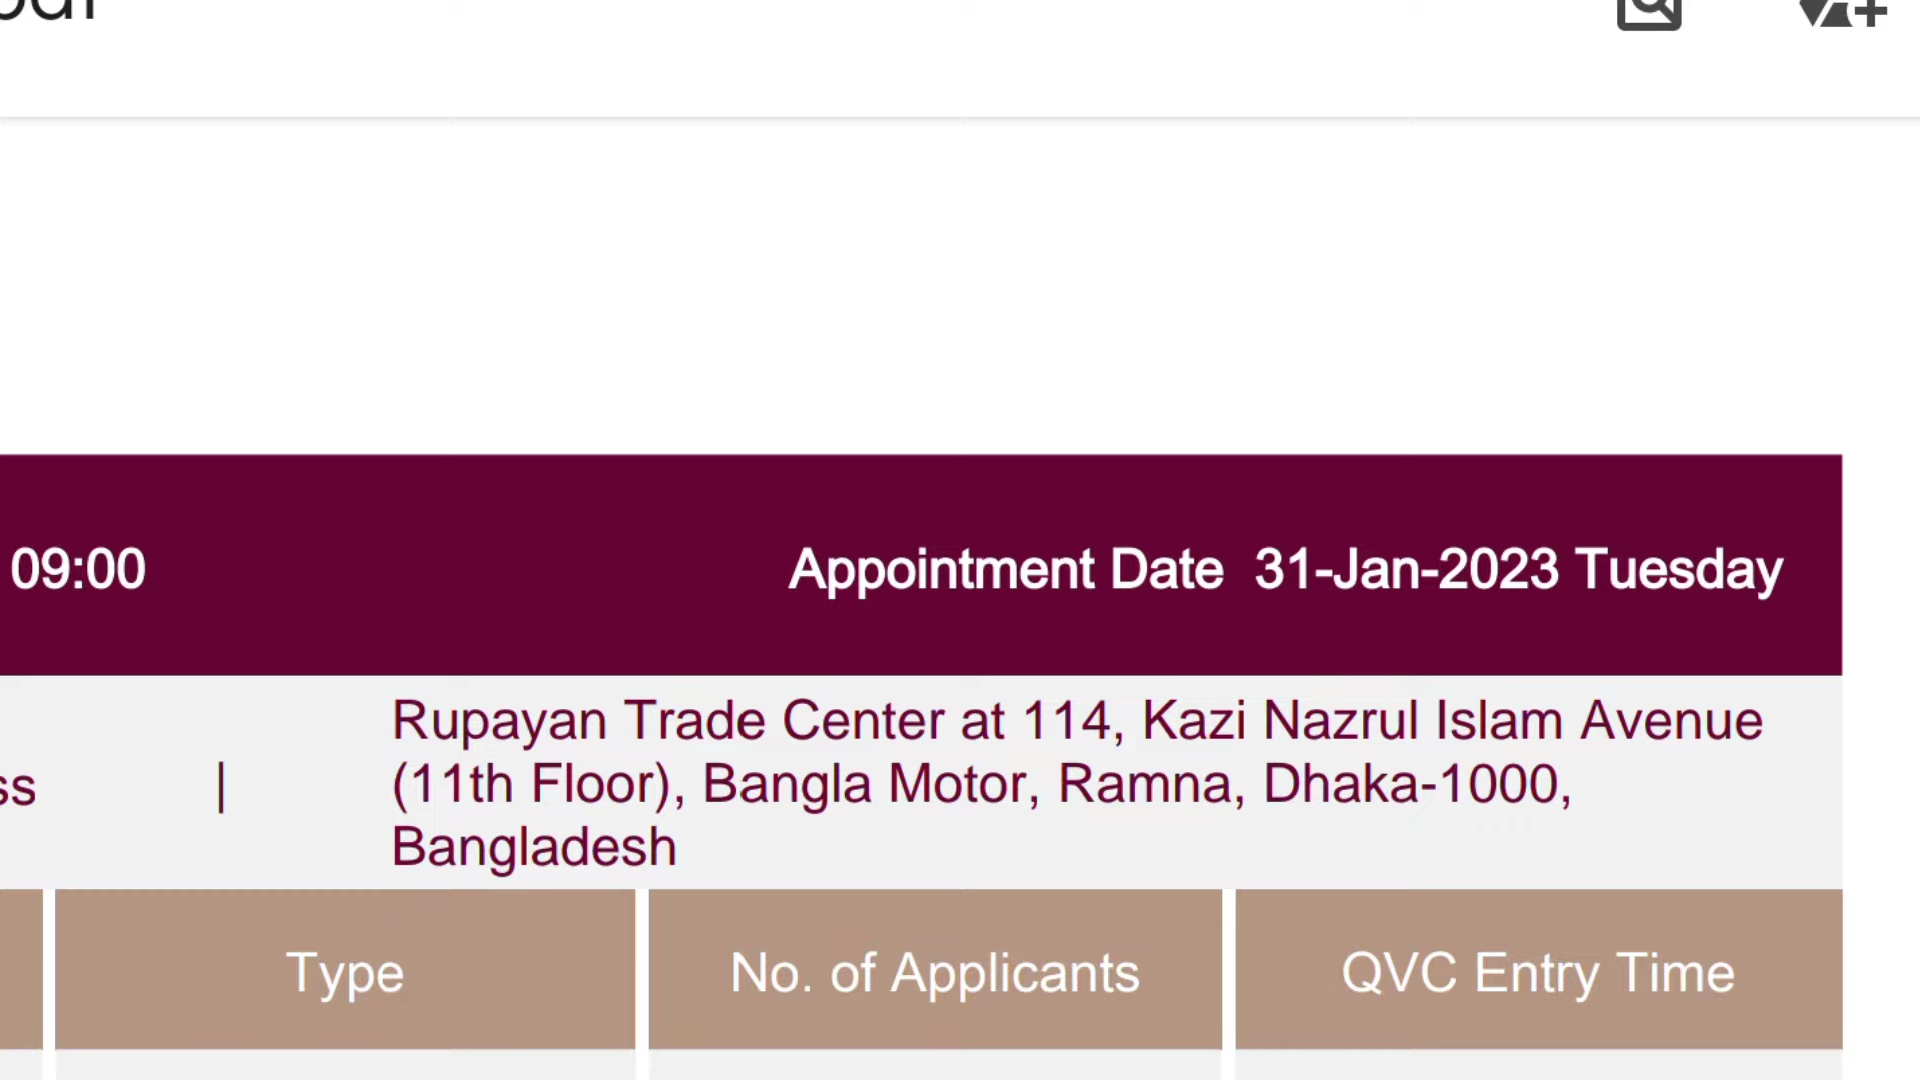 09:00 Appointment Date 31-Jan-2023 Tuesday
Rupayan Trade Center at 114, Kazi Nazrul Islam Avenue
ss | (11th Floor), Bangla Motor, Ramna, Dhaka-1000,
Bangladesh
Type No. of Applicants QVC Entry Time